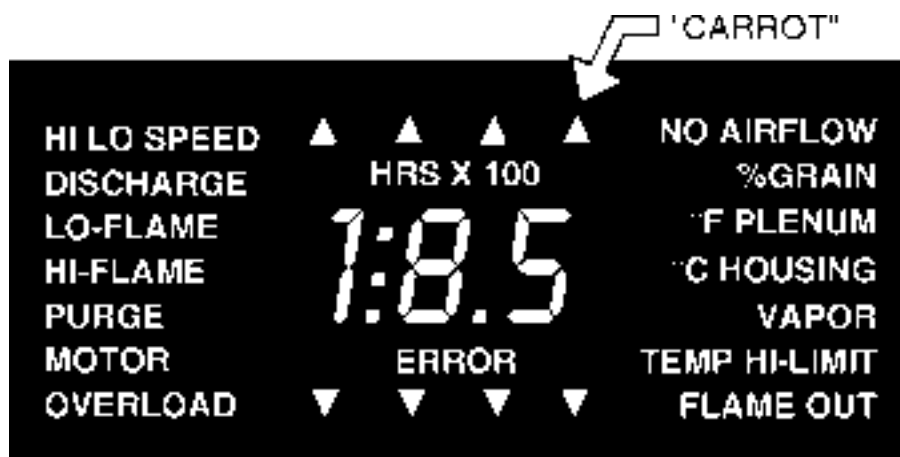 "CARROT"
HI LO SPEED
DISCHARGE
LO-FLAME
HI-FLAME
PURGE
MOTOR
OVERLOAD
HRS X 100
1:8.5
ERROR
NO AIRFLOW
%GRAIN
°F PLENUM
°C HOUSING
VAPOR
TEMP HI-LIMIT
FLAME OUT